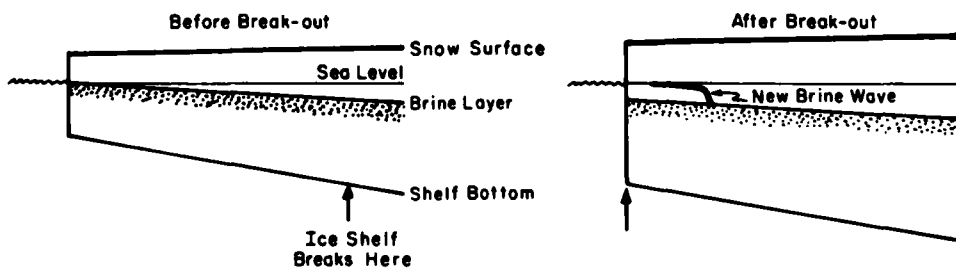 Before Break-out
Snow Surface
Sea Level
Brine Layer
Shelf Bottom
Ice Shelf
Breaks Here
After Break-out
New Brine Wave